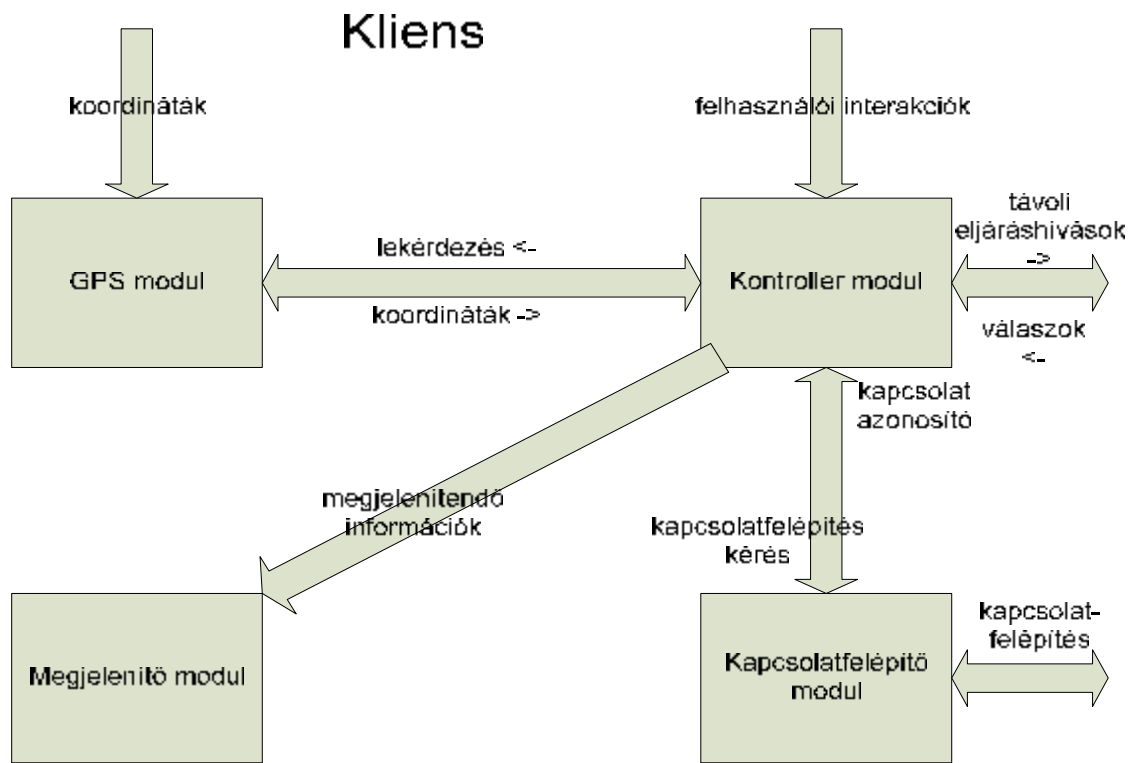 Kliens
koordináták
felhasználói interakciók
GPS modul
lekérdezés <-
koordináták ->
Kontroller modul
távoli
eljáráshívások
->
válaszok
<-
kapcsolat
azonosító
megjelenítendő
információk
kapcsolatfelépítés
kérés
Megjelenítő modul
Kapcsolatfelépítő
modul
kapcsolat-
felépítés